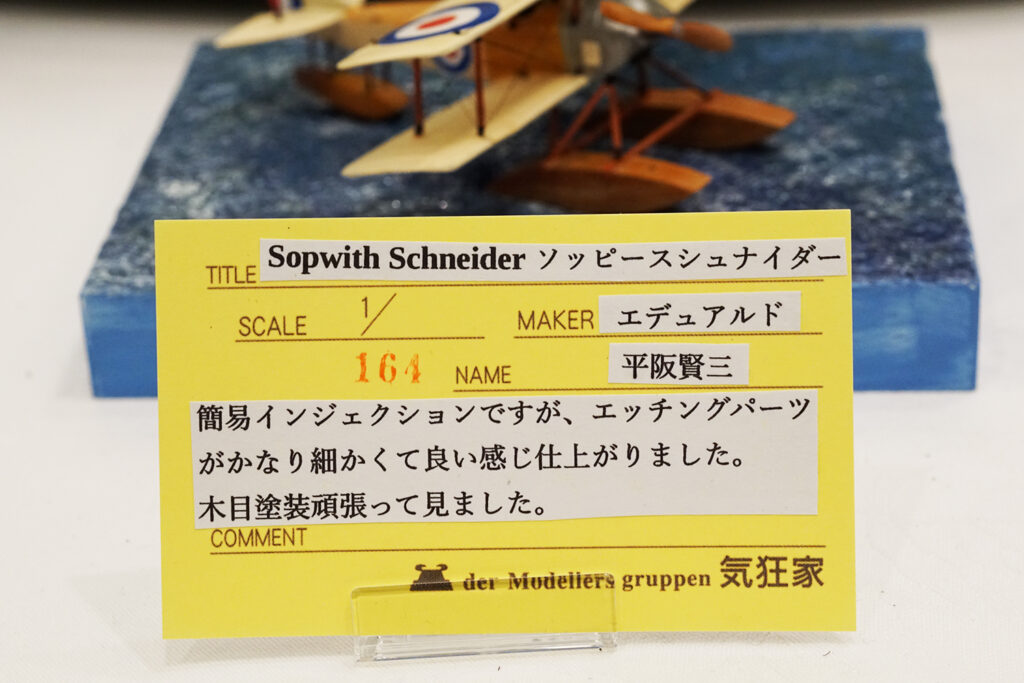 TITLE Sopwith Schneider ソッピースシュナイダー
SCALE 1/ MAKER エデュアルド
164 NAME 平阪賢三
簡易インジェクションですが、エッチングパーツ
がかなり細かくて良い感じ仕上がりました。
木目塗装頑張って見ました。
COMMENT
der Modellers gruppen 気狂家